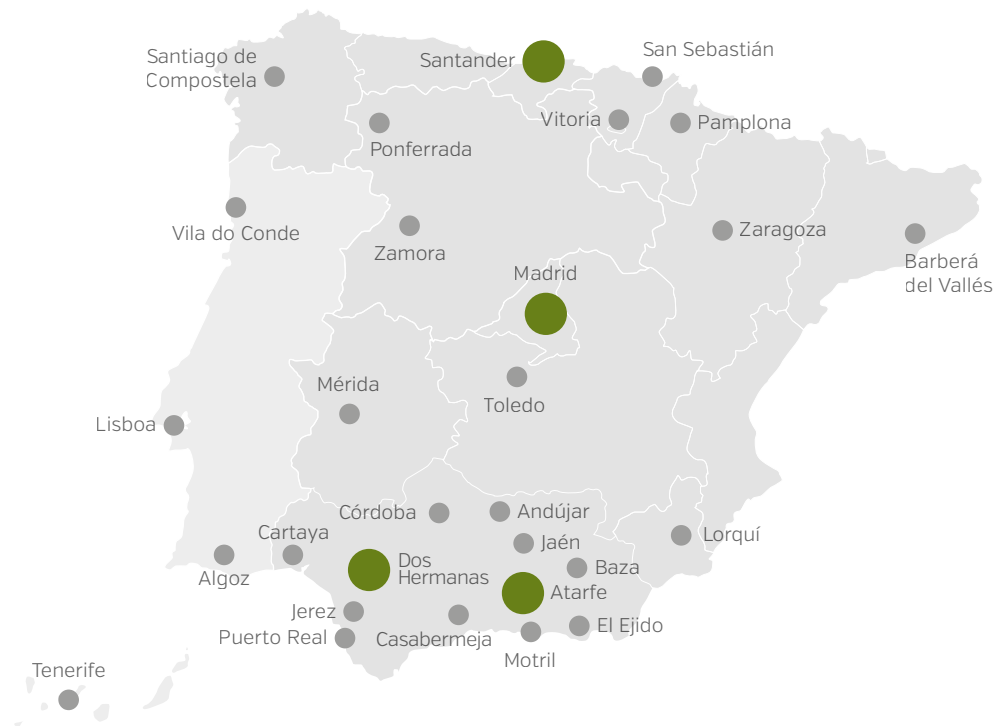 San Sebastián
Santiago de
Compostela
Santander
Vitoria
Pamplona
Ponferrada
Vila do Conde
Zaragoza
Zamora
Barberá
del Vallés
Madrid
Mérida
Toledo
Lisboa
Córdoba
Andújar
Cartaya
Lorquí
Jaén
Dos
Hermanas
Baza
Algoz
Atarfe
Jerez
El Ejido
Puerto Real
Casabermeja
Motril
Tenerife